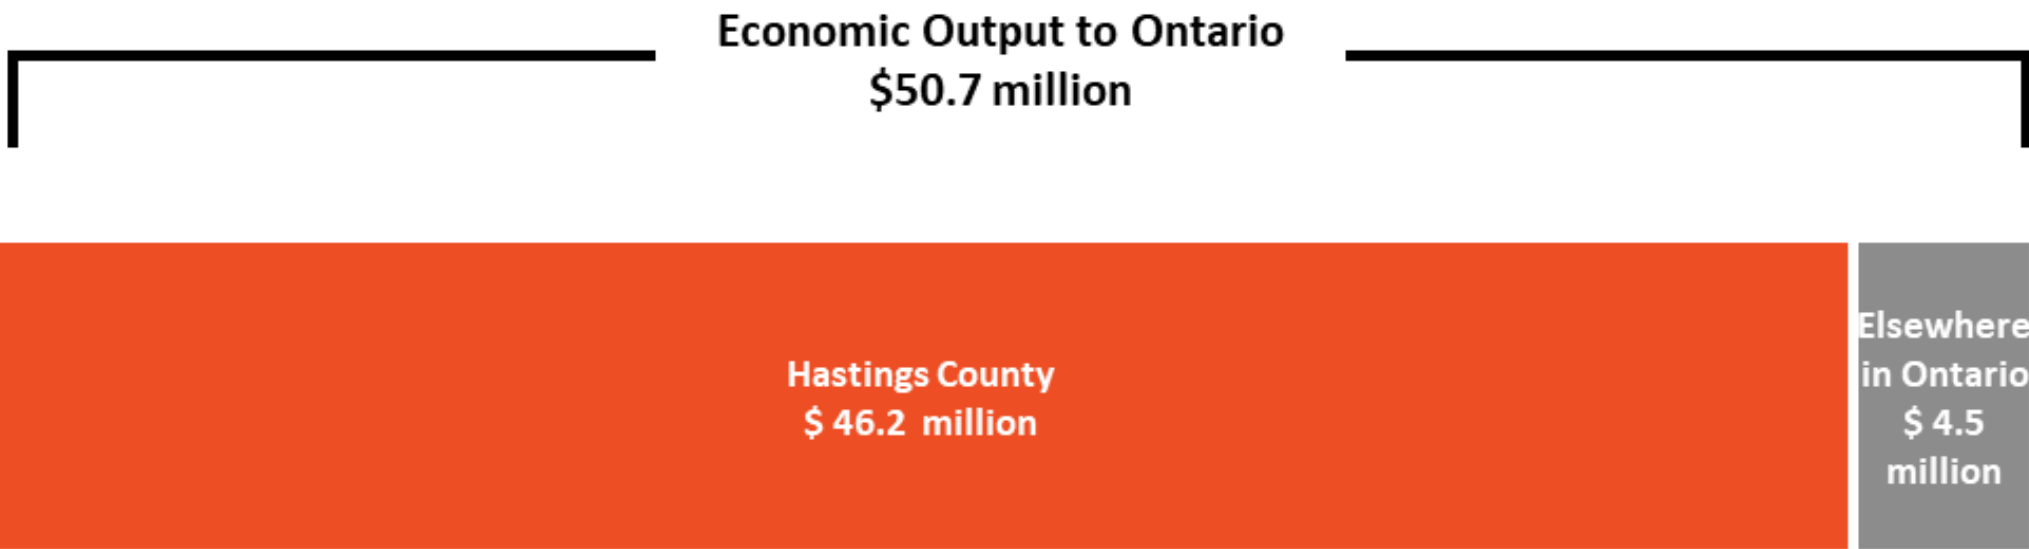 Economic Output to Ontario
$50.7 million
Hastings County
$ 46.2 million
Elsewhere
in Ontario
$ 4.5
million